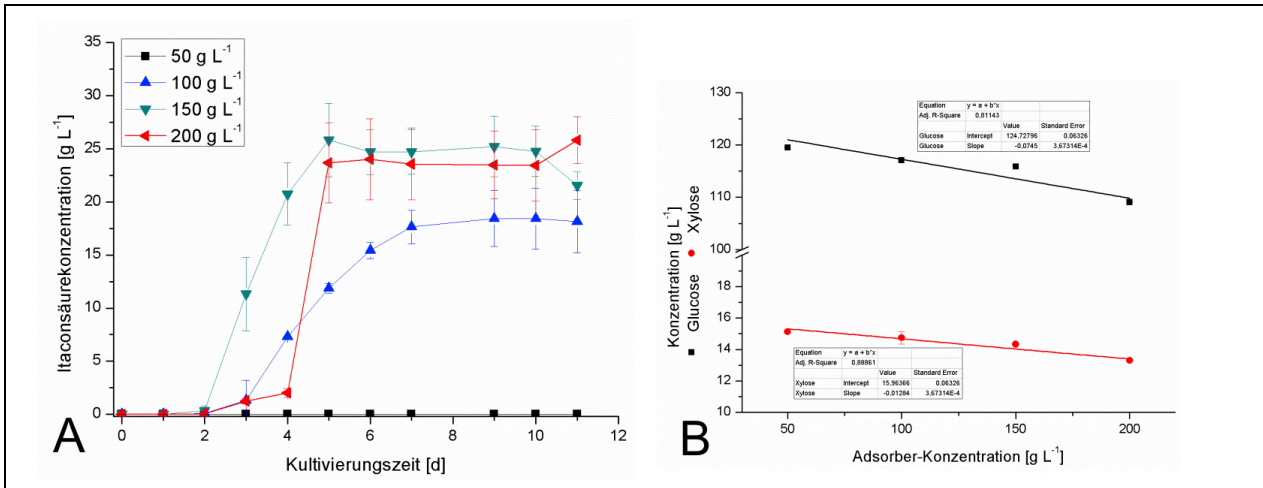 35
30
25
20
15
10
5
0
Itaconsäurekonzentration [g L⁻¹]
50 g L⁻¹
100 g L⁻¹
150 g L⁻¹
200 g L⁻¹
0 2 4 6 8 10 12
Kultivierungszeit [d]
A
130
120
110
100
16
14
12
10
Konzentration [g L⁻¹]
Glucose Xylose
Equation y = a + b*x
Adj. R-Square 0,81143
Value Standard Error
Glucose Intercept 124,72796 0,06326
Glucose Slope -0,0745 3,67314E-4
Equation y = a + b*x
Adj. R-Square 0,88861
Value Standard Error
Xylose Intercept 15,96366 0,06326
Xylose Slope -0,01284 3,67314E-4
50 100 150 200
Adsorber-Konzentration [g L⁻¹]
B